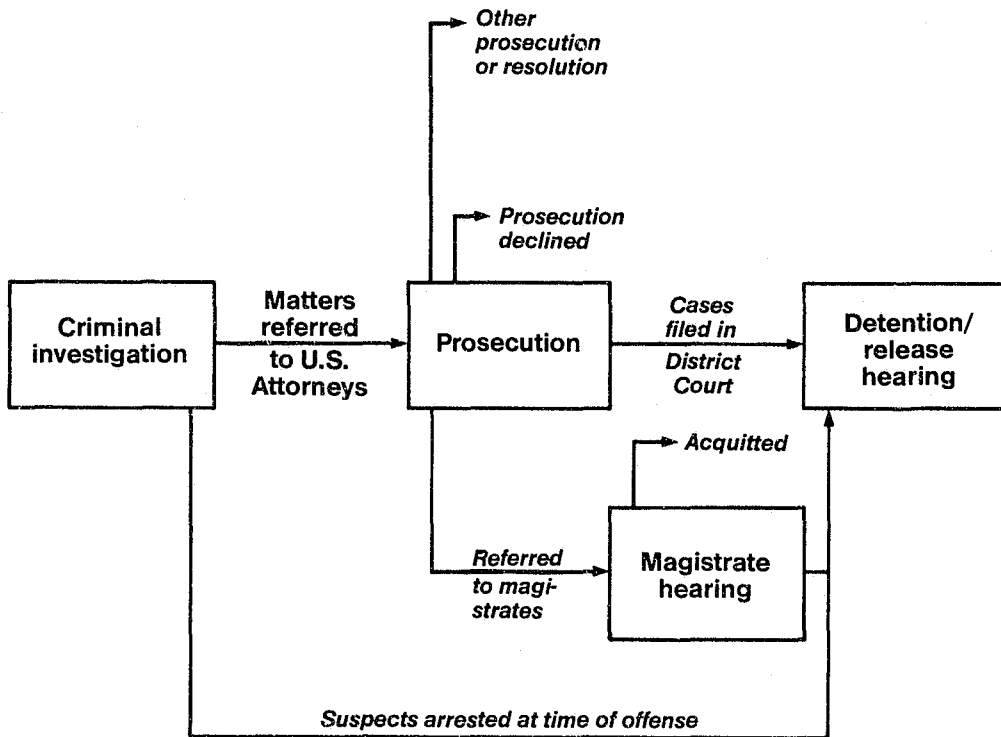 Other
prosecution
or resolution
Prosecution
declined
Criminal
investigation
Matters
referred
to U.S.
Attorneys
Prosecution
Cases
filed in
District
Court
Detention/
release
hearing
Acquitted
Referred
to magi-
strates
Magistrate
hearing
Suspects arrested at time of offense